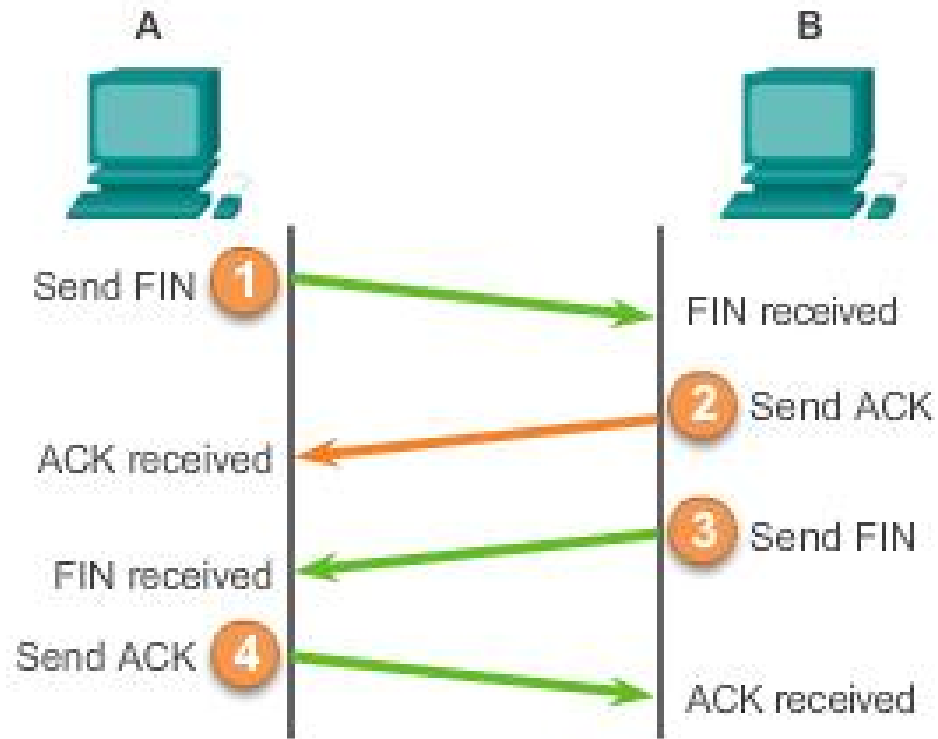 A
B
Send FIN 1
FIN received
2 Send ACK
ACK received
3 Send FIN
FIN received
Send ACK 4
ACK received